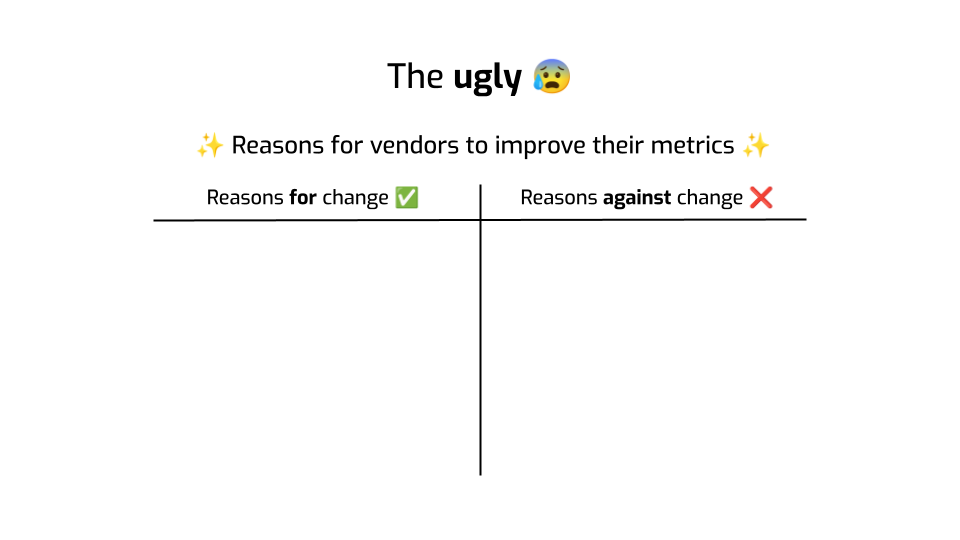 The ugly 😰
✨ Reasons for vendors to improve their metrics ✨
Reasons for change ✅
Reasons against change ❌